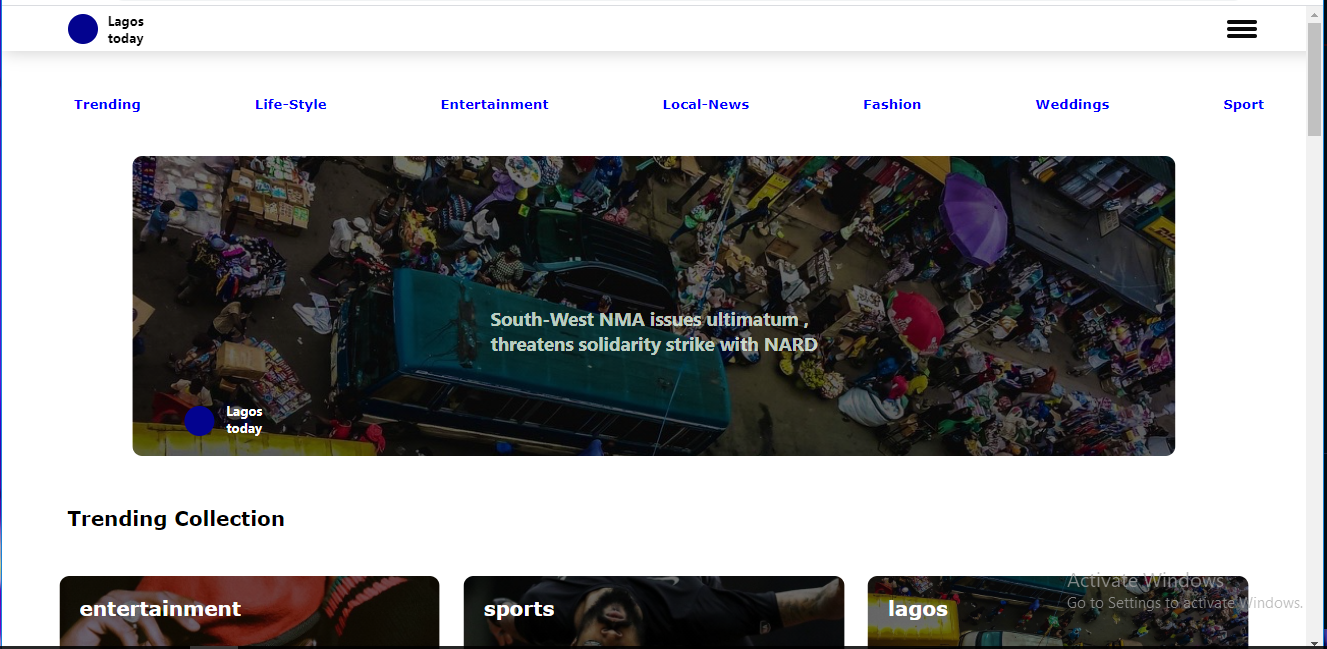 Lagos
today
Trending Life-Style Entertainment Local-News Fashion Weddings Sport
South-West NMA issues ultimatum ,
threatens solidarity strike with NARD
Lagos
today
Trending Collection
entertainment sports lagos
Activate Windows
Go to Settings to activate Windows.